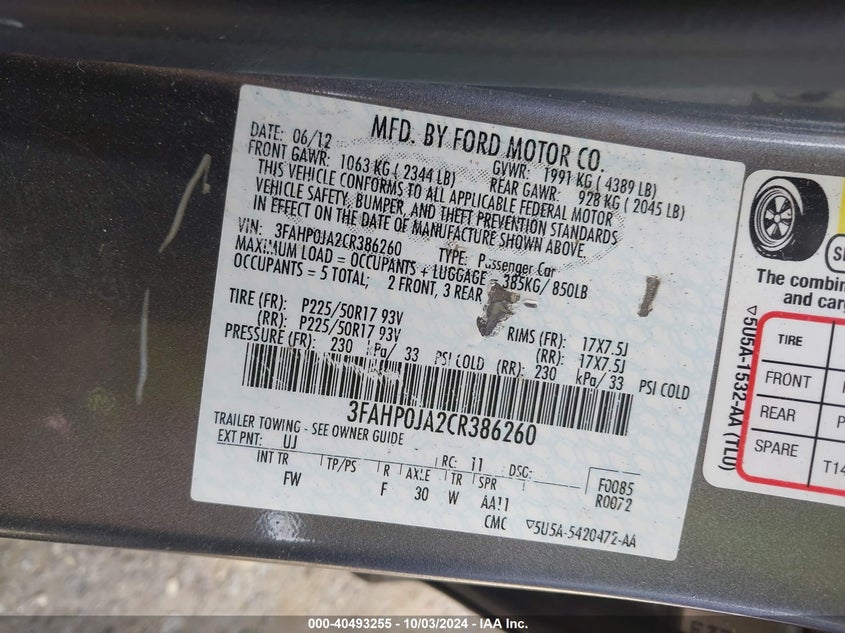 MFD. BY FORD MOTOR CO.
DATE: 06/12 GVWR: 1991 KG ( 4389 LB)
FRONT GAWR: 1063 KG ( 2344 LB) REAR GAWR: 928 KG ( 2045 LB)
THIS VEHICLE CONFORMS TO ALL APPLICABLE FEDERAL MOTOR
VEHICLE SAFETY, BUMPER, AND THEFT PREVENTION STANDARDS
IN EFFECT ON THE DATE OF MANUFACTURE SHOWN ABOVE.
VIN: 3FAHP0JA2CR386260 TYPE: Passenger Car
MAXIMUM LOAD = OCCUPANTS + LUGGAGE = 385KG/ 850LB
OCCUPANTS = 5 TOTAL; 2 FRONT, 3 REAR
TIRE (FR): P225/50R17 93V RIMS (FR): 17X7.5J
(RR): P225/50R17 93V (RR): 17X7.5J
PRESSURE (FR): 230 kPa/ 33 PSI COLD (RR): 230 kPa/ 33 PSI COLD
3FAHP0JA2CR386260
TRAILER TOWING - SEE OWNER GUIDE
EXT PNT: UJ RC: 11 DSO: F0085
INT TR TP/PS R AXLE TR SPR R0072
FW F 30 W AA11
CMC ▽5U5A-5420472-AA
The combin
and carg
▽5U5A-1532-AA (TLU)
TIRE
FRONT
REAR P
SPARE T14
000-40493255 - 10/03/2024 - IAA Inc.